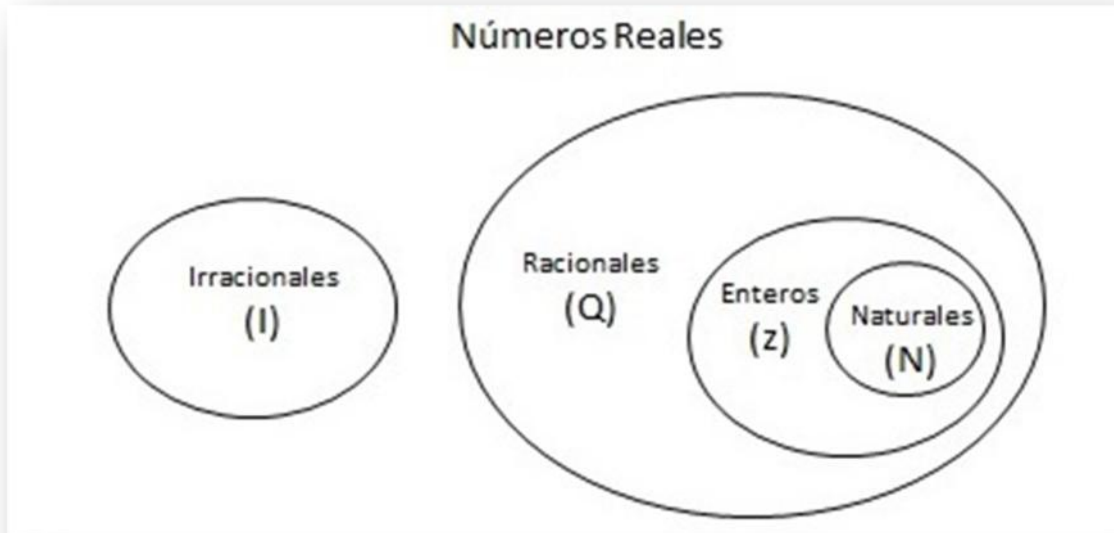 Números Reales
Irracionales
(I)
Racionales
(Q)
Enteros
(z)
Naturales
(N)